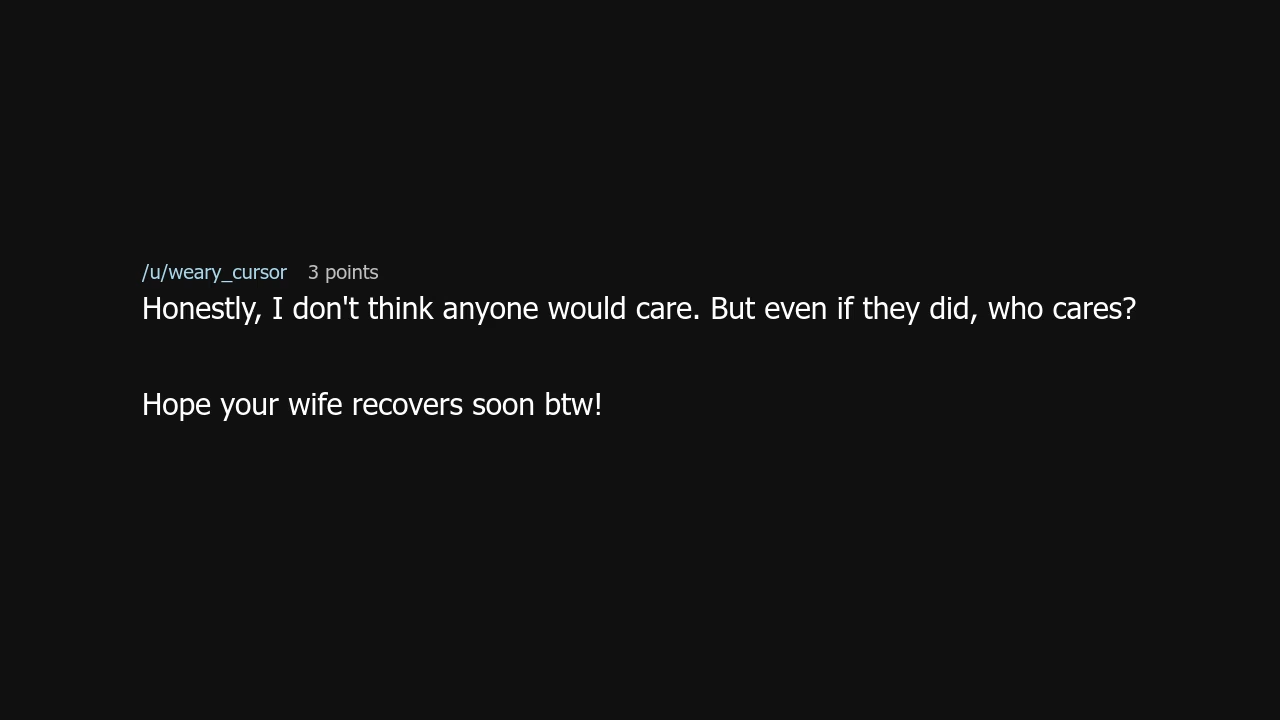 /u/weary_cursor 3 points
Honestly, I don't think anyone would care. But even if they did, who cares?
Hope your wife recovers soon btw!